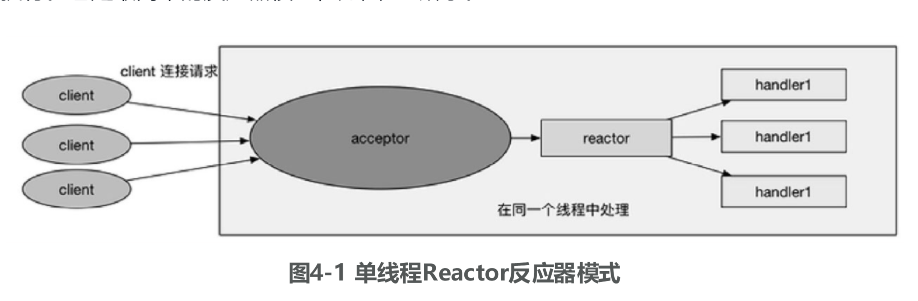 client 连接请求
client
client
client
acceptor
reactor
handler1
handler1
handler1
在同一个线程中处理
图4-1 单线程Reactor反应器模式